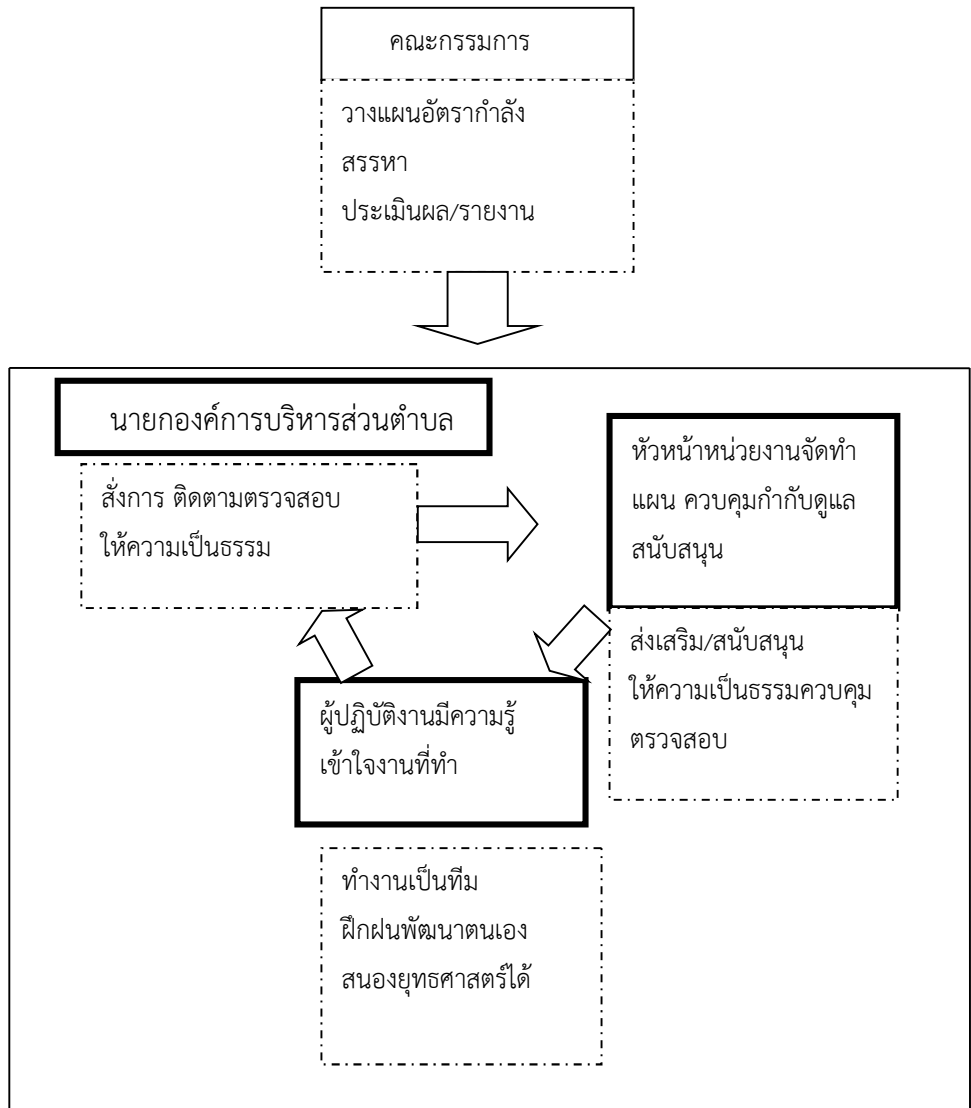 คณะกรรมการ
วางแผนอัตรากำลัง
สรรหา
ประเมินผล/รายงาน
นายกองค์การบริหารส่วนตำบล
สั่งการ ติดตามตรวจสอบ
ให้ความเป็นธรรม
หัวหน้าหน่วยงานจัดทำ
แผน ควบคุมกำกับดูแล
สนับสนุน
ส่งเสริม/สนับสนุน
ให้ความเป็นธรรมควบคุม
ตรวจสอบ
ผู้ปฏิบัติงานมีความรู้
เข้าใจงานที่ทำ
ทำงานเป็นทีม
ฝึกฝนพัฒนาตนเอง
สนองยุทธศาสตร์ได้